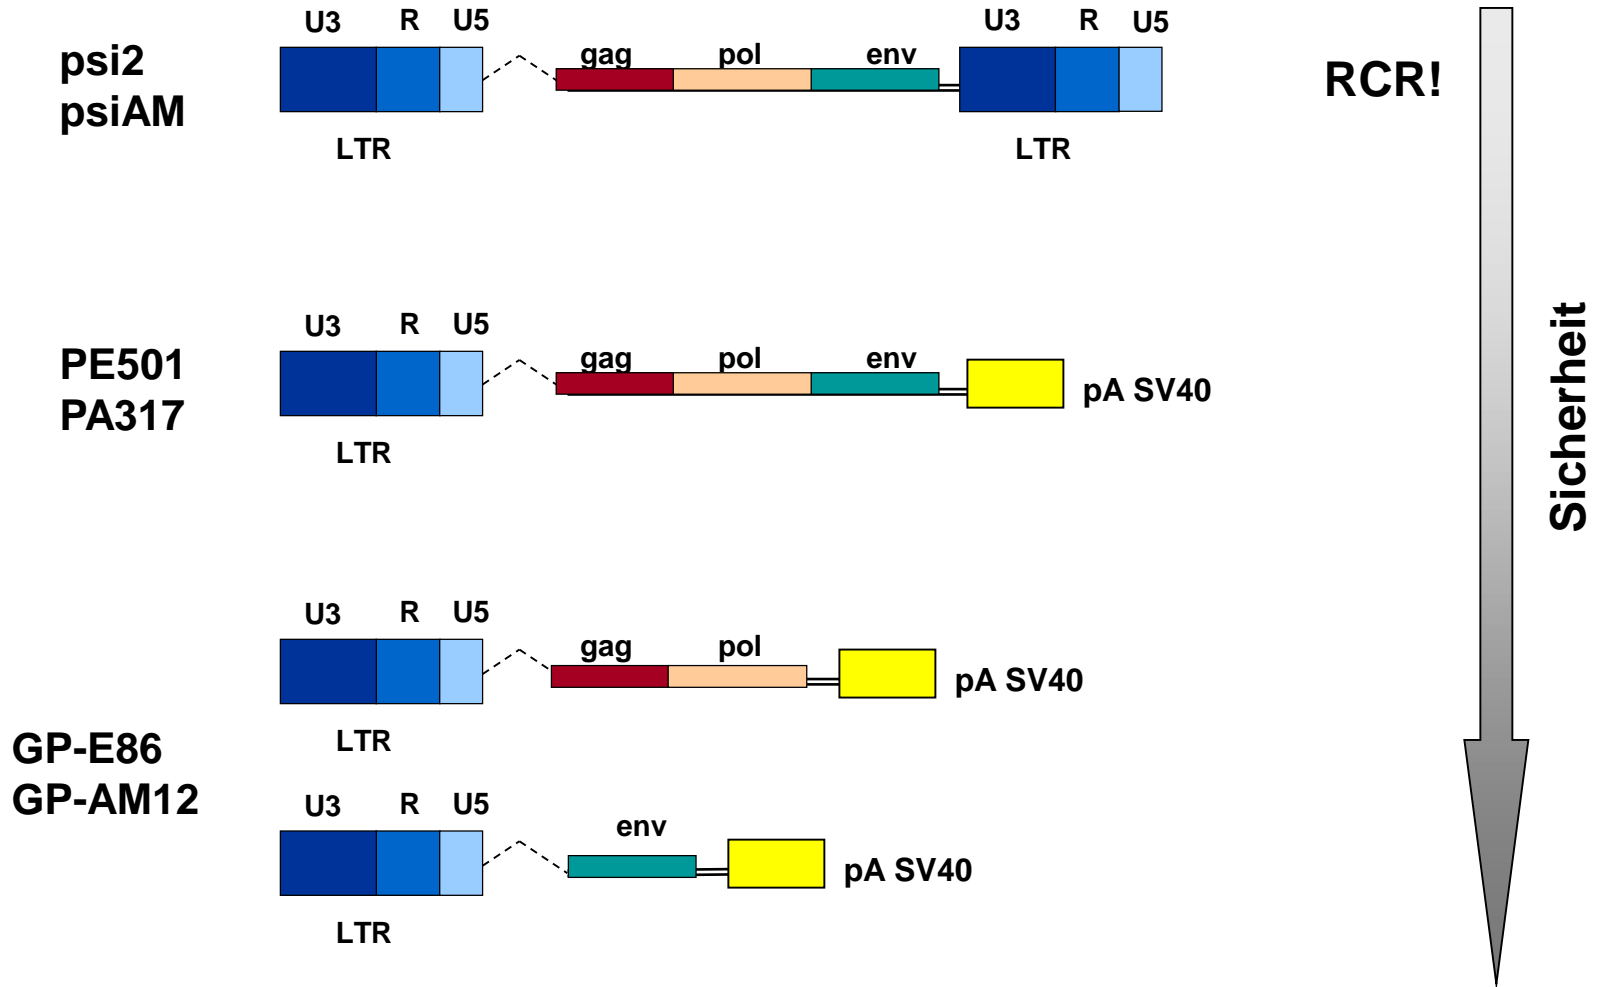 U3 R U5 U3 R U5
psi2
psiAM
gag pol env
RCR!
LTR LTR
U3 R U5
PE501
PA317
gag pol env
pA SV40
LTR
Sicherheit
U3 R U5
gag pol
pA SV40
LTR
GP-E86
GP-AM12
U3 R U5
env
pA SV40
LTR